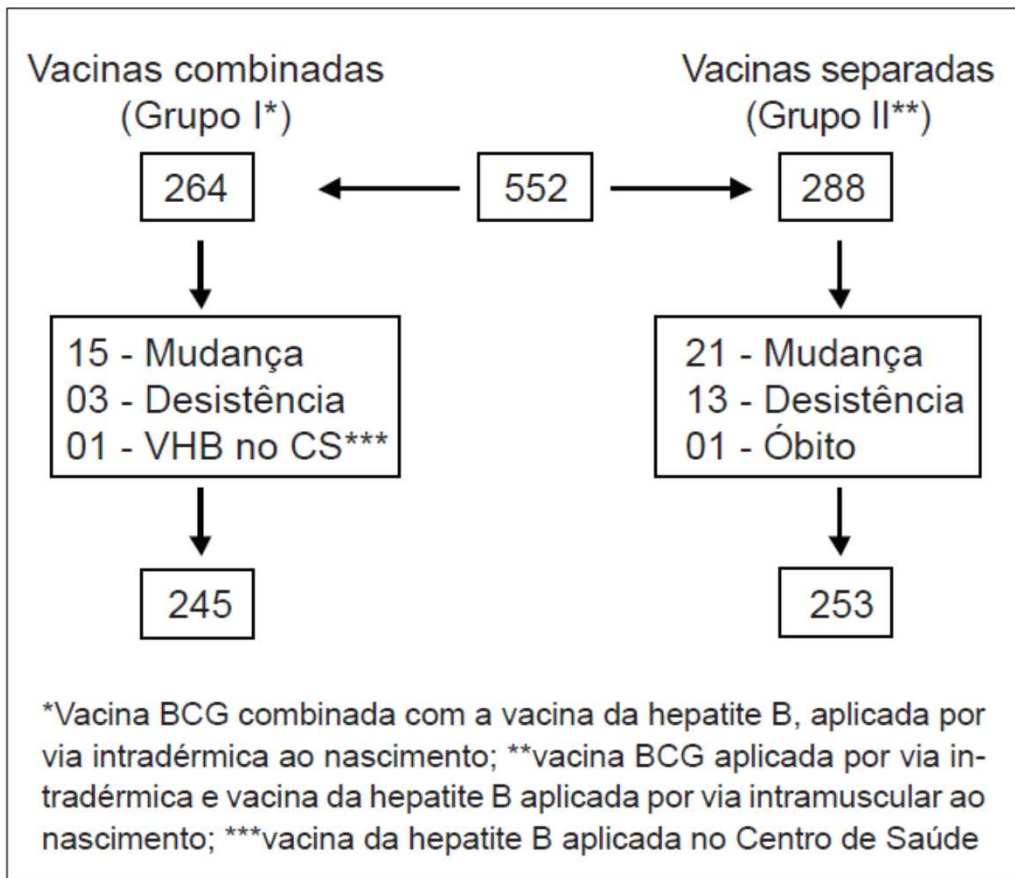 Vacinas combinadas
(Grupo I*)
Vacinas separadas
(Grupo II**)
264
552
288
15 - Mudança
03 - Desistência
01 - VHB no CS***
21 - Mudança
13 - Desistência
01 - Óbito
245
253
*Vacina BCG combinada com a vacina da hepatite B, aplicada por
via intradérmica ao nascimento; **vacina BCG aplicada por via in-
tradérmica e vacina da hepatite B aplicada por via intramuscular ao
nascimento; ***vacina da hepatite B aplicada no Centro de Saúde